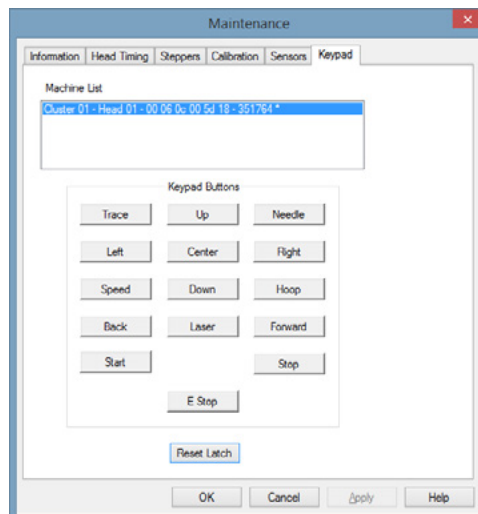 Maintenance
Information Head Timing Steppers Calibration Sensors Keypad
Machine List
Cluster 01 - Head 01 - 00 06 0c 00 5d 18 - 351764 *
Keypad Buttons
Trace Up Needle
Left Center Right
Speed Down Hoop
Back Laser Forward
Start Stop
E Stop
Reset Latch
OK Cancel Apply Help